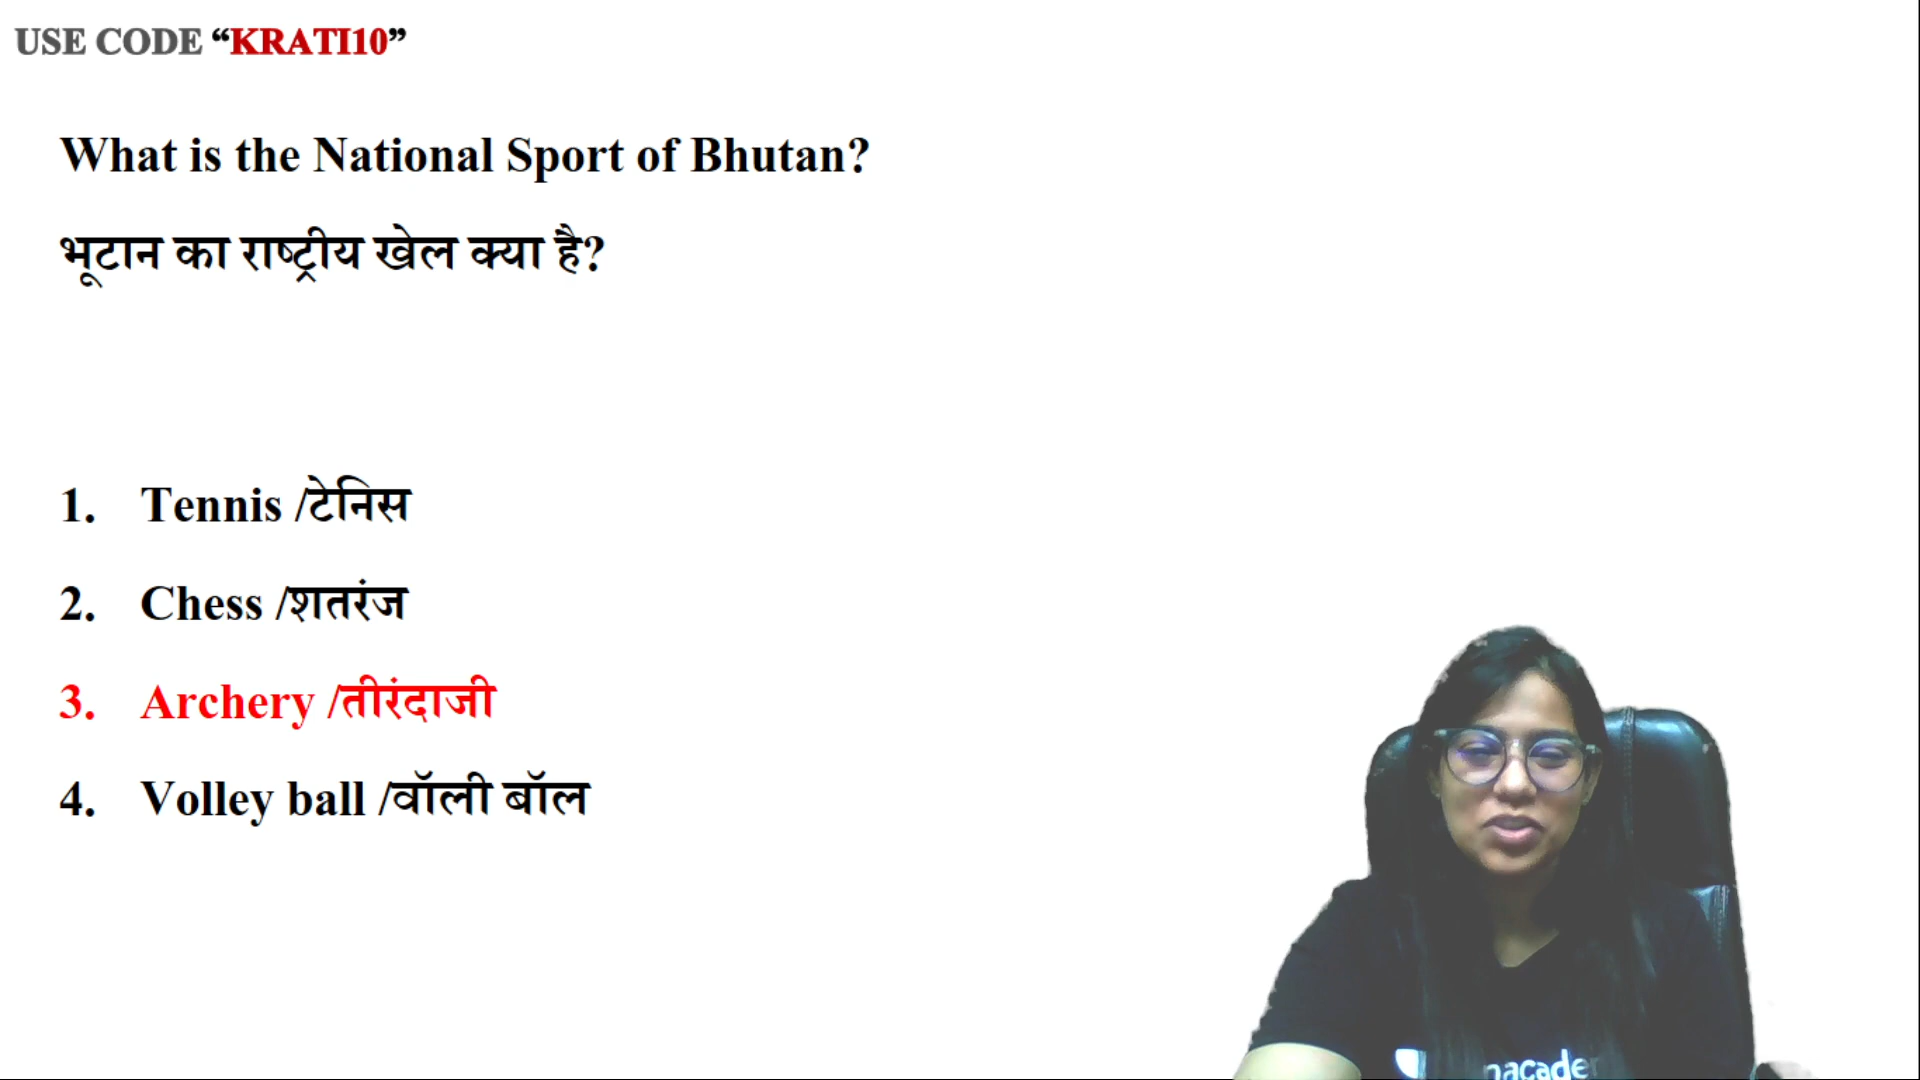 USE CODE “KRATI10”
What is the National Sport of Bhutan?
भूटान का राष्ट्रीय खेल क्या है?
1. Tennis /टेनिस
2. Chess /शतरंज
3. Archery /तीरंदाजी
4. Volley ball /वॉली बॉल